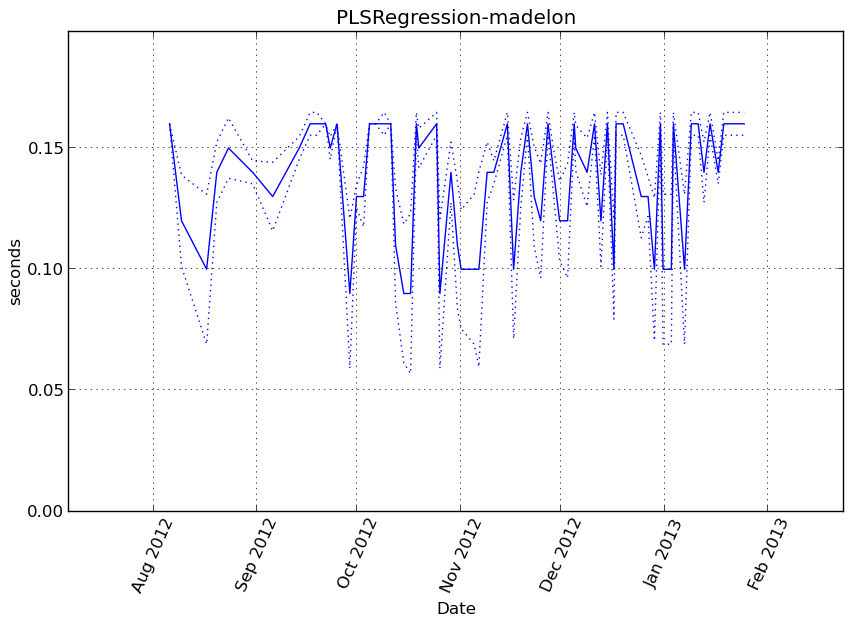 PLSRegression-madelon
0.15
0.10
0.05
0.00
seconds
Aug 2012
Sep 2012
Oct 2012
Nov 2012
Dec 2012
Jan 2013
Feb 2013
Date